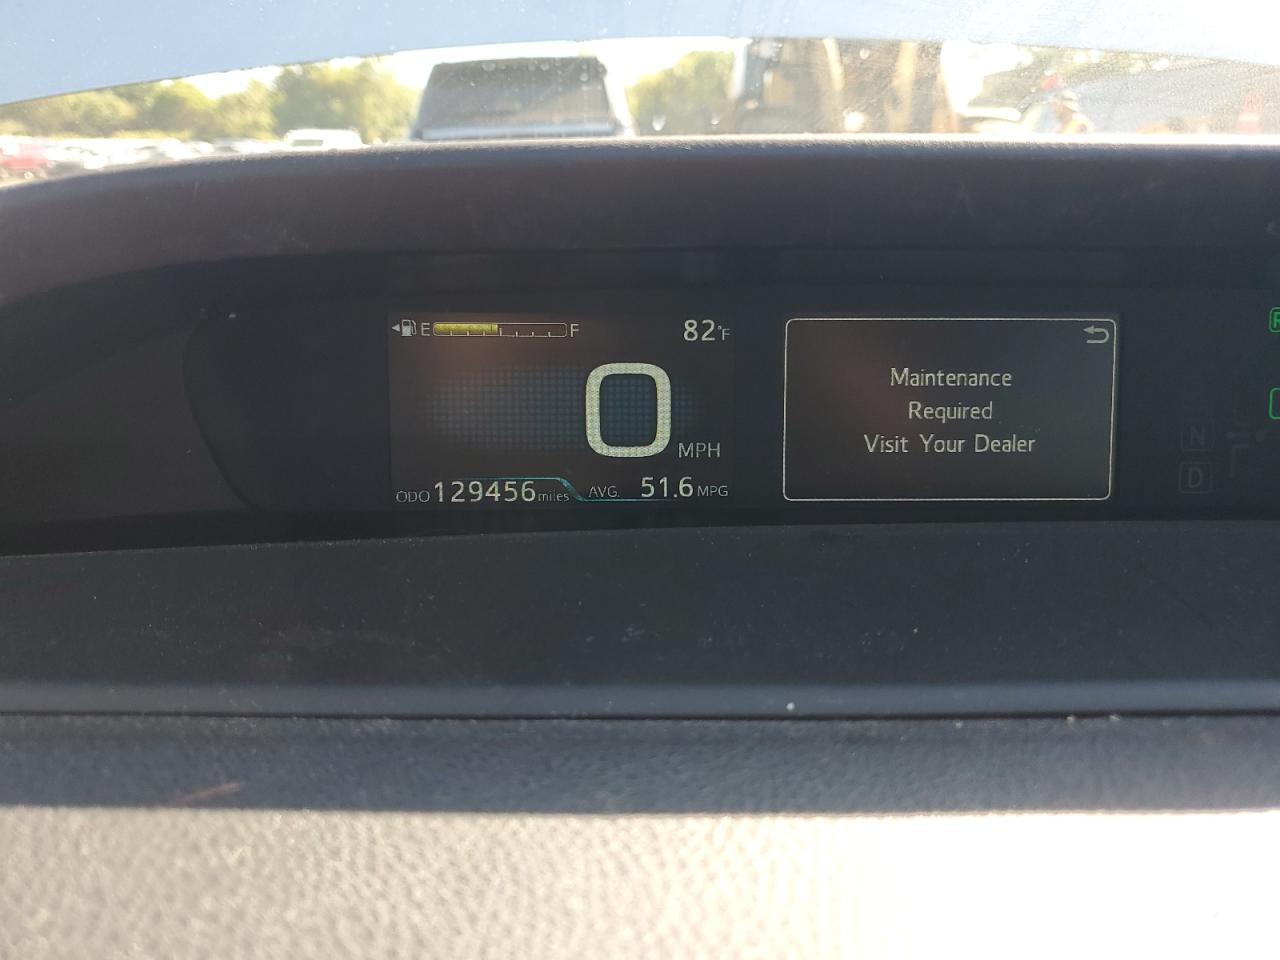 E F 82°F
0 MPH
ODO 129456 miles AVG. 51.6 MPG
Maintenance
Required
Visit Your Dealer
N
D